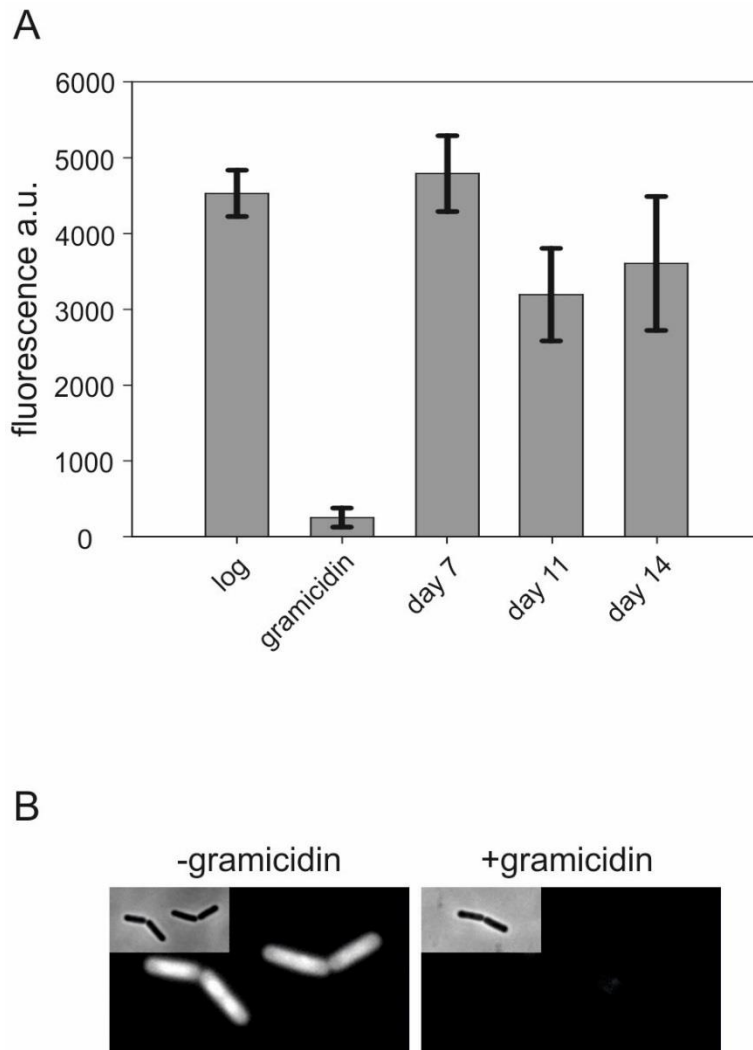 A
6000
5000
4000
3000
2000
1000
0
fluorescence a.u.
log
gramicidin
day 7
day 11
day 14
B
-gramicidin
+gramicidin